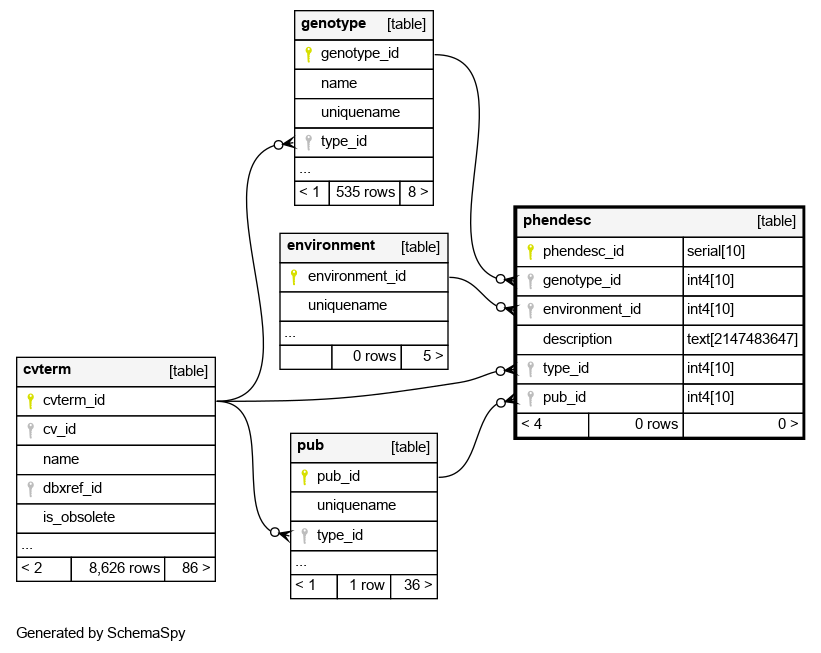 genotype [table]
genotype_id
name
uniquename
type_id
...
< 1 535 rows 8 >
environment [table]
environment_id
uniquename
...
0 rows 5 >
phendesc [table]
phendesc_id serial[10]
genotype_id int4[10]
environment_id int4[10]
description text[2147483647]
type_id int4[10]
pub_id int4[10]
< 4 0 rows 0 >
cvterm [table]
cvterm_id
cv_id
name
dbxref_id
is_obsolete
...
< 2 8,626 rows 86 >
pub [table]
pub_id
uniquename
type_id
...
< 1 1 row 36 >
Generated by SchemaSpy